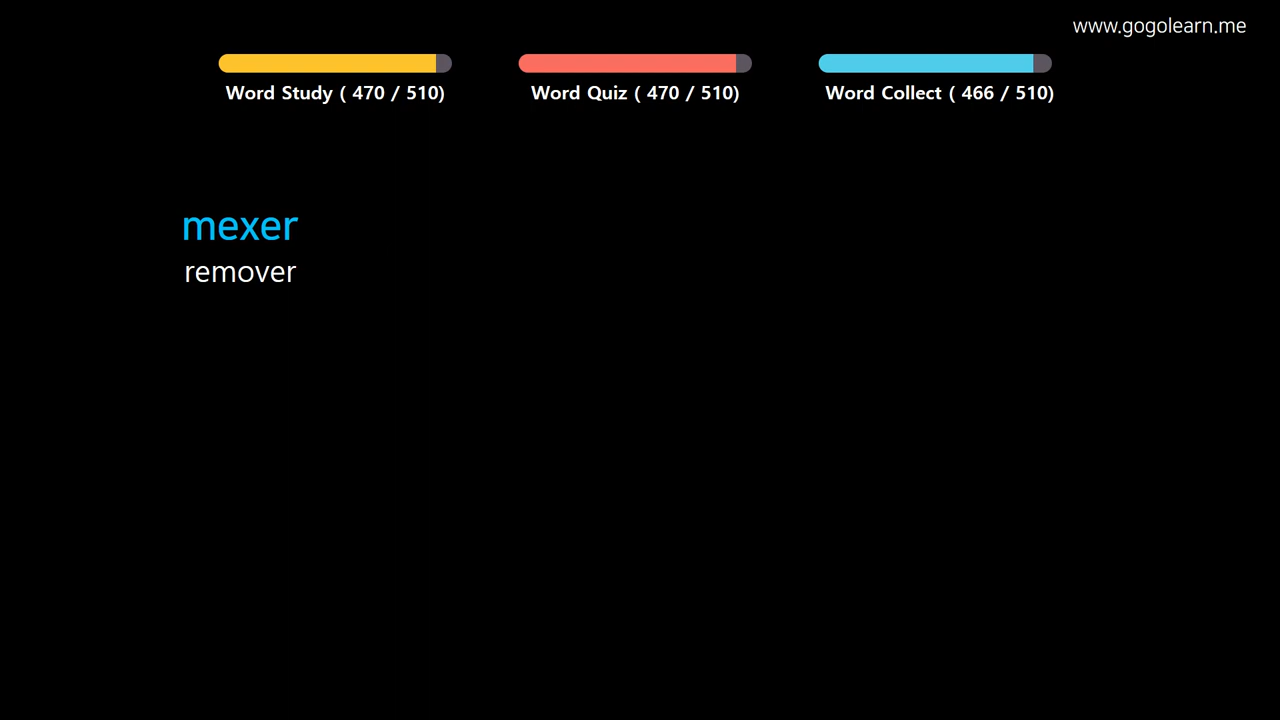 www.gogolearn.me
Word Study ( 470 / 510)
Word Quiz ( 470 / 510)
Word Collect ( 466 / 510)
mexer
remover